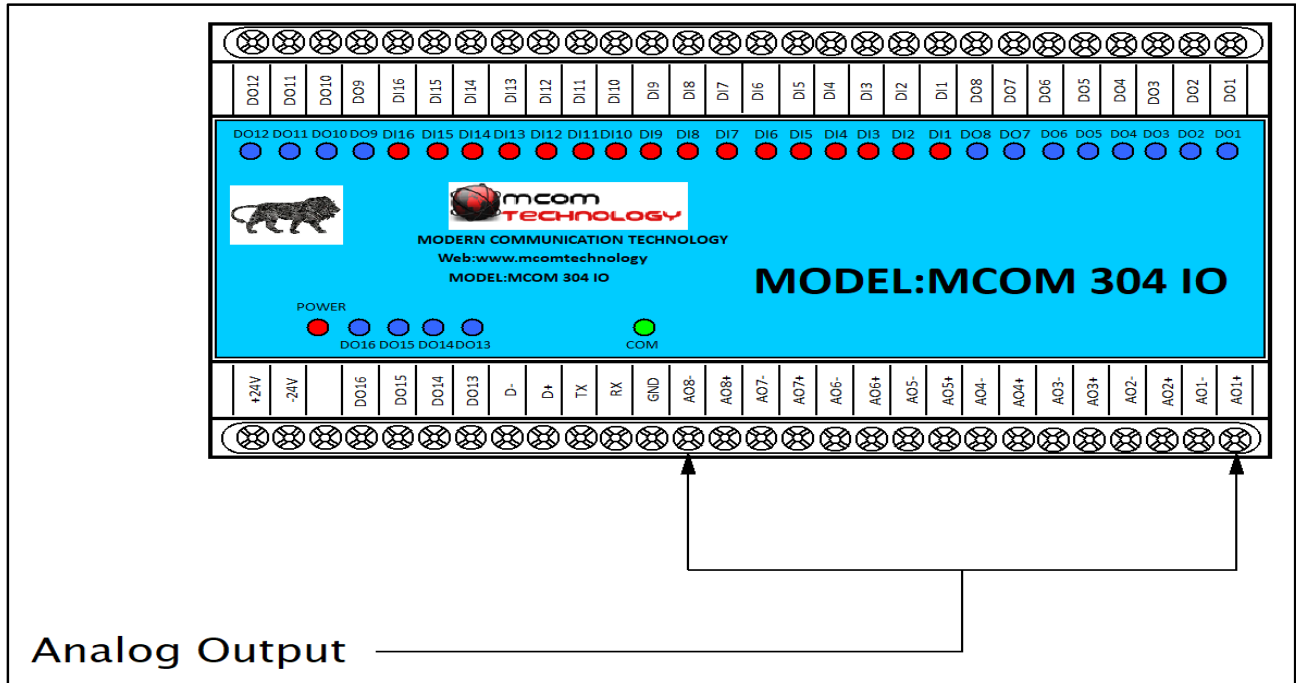 DO12 DO11 DO10 DO9 DI16 DI15 DI14 DI13 DI12 DI11 DI10 DI9 DI8 DI7 DI6 DI5 DI4 DI3 DI2 DI1 DO8 DO7 DO6 DO5 DO4 DO3 DO2 DO1
DO12 DO11 DO10 DO9 DI16 DI15 DI14 DI13 DI12 DI11 DI10 DI9 DI8 DI7 DI6 DI5 DI4 DI3 DI2 DI1 DO8 DO7 DO6 DO5 DO4 DO3 DO2 DO1
mcom
TECHNOLOGY
MODERN COMMUNICATION TECHNOLOGY
Web:www.mcomtechnology
MODEL:MCOM 304 IO
MODEL:MCOM 304 IO
POWER
DO16 DO15 DO14 DO13 COM
+24V -24V DO16 DO15 DO14 DO13 D- D+ TX RX GND AO8- AO8+ AO7- AO7+ AO6- AO6+ AO5- AO5+ AO4- AO4+ AO3- AO3+ AO2- AO2+ AO1- AO1+
Analog Output